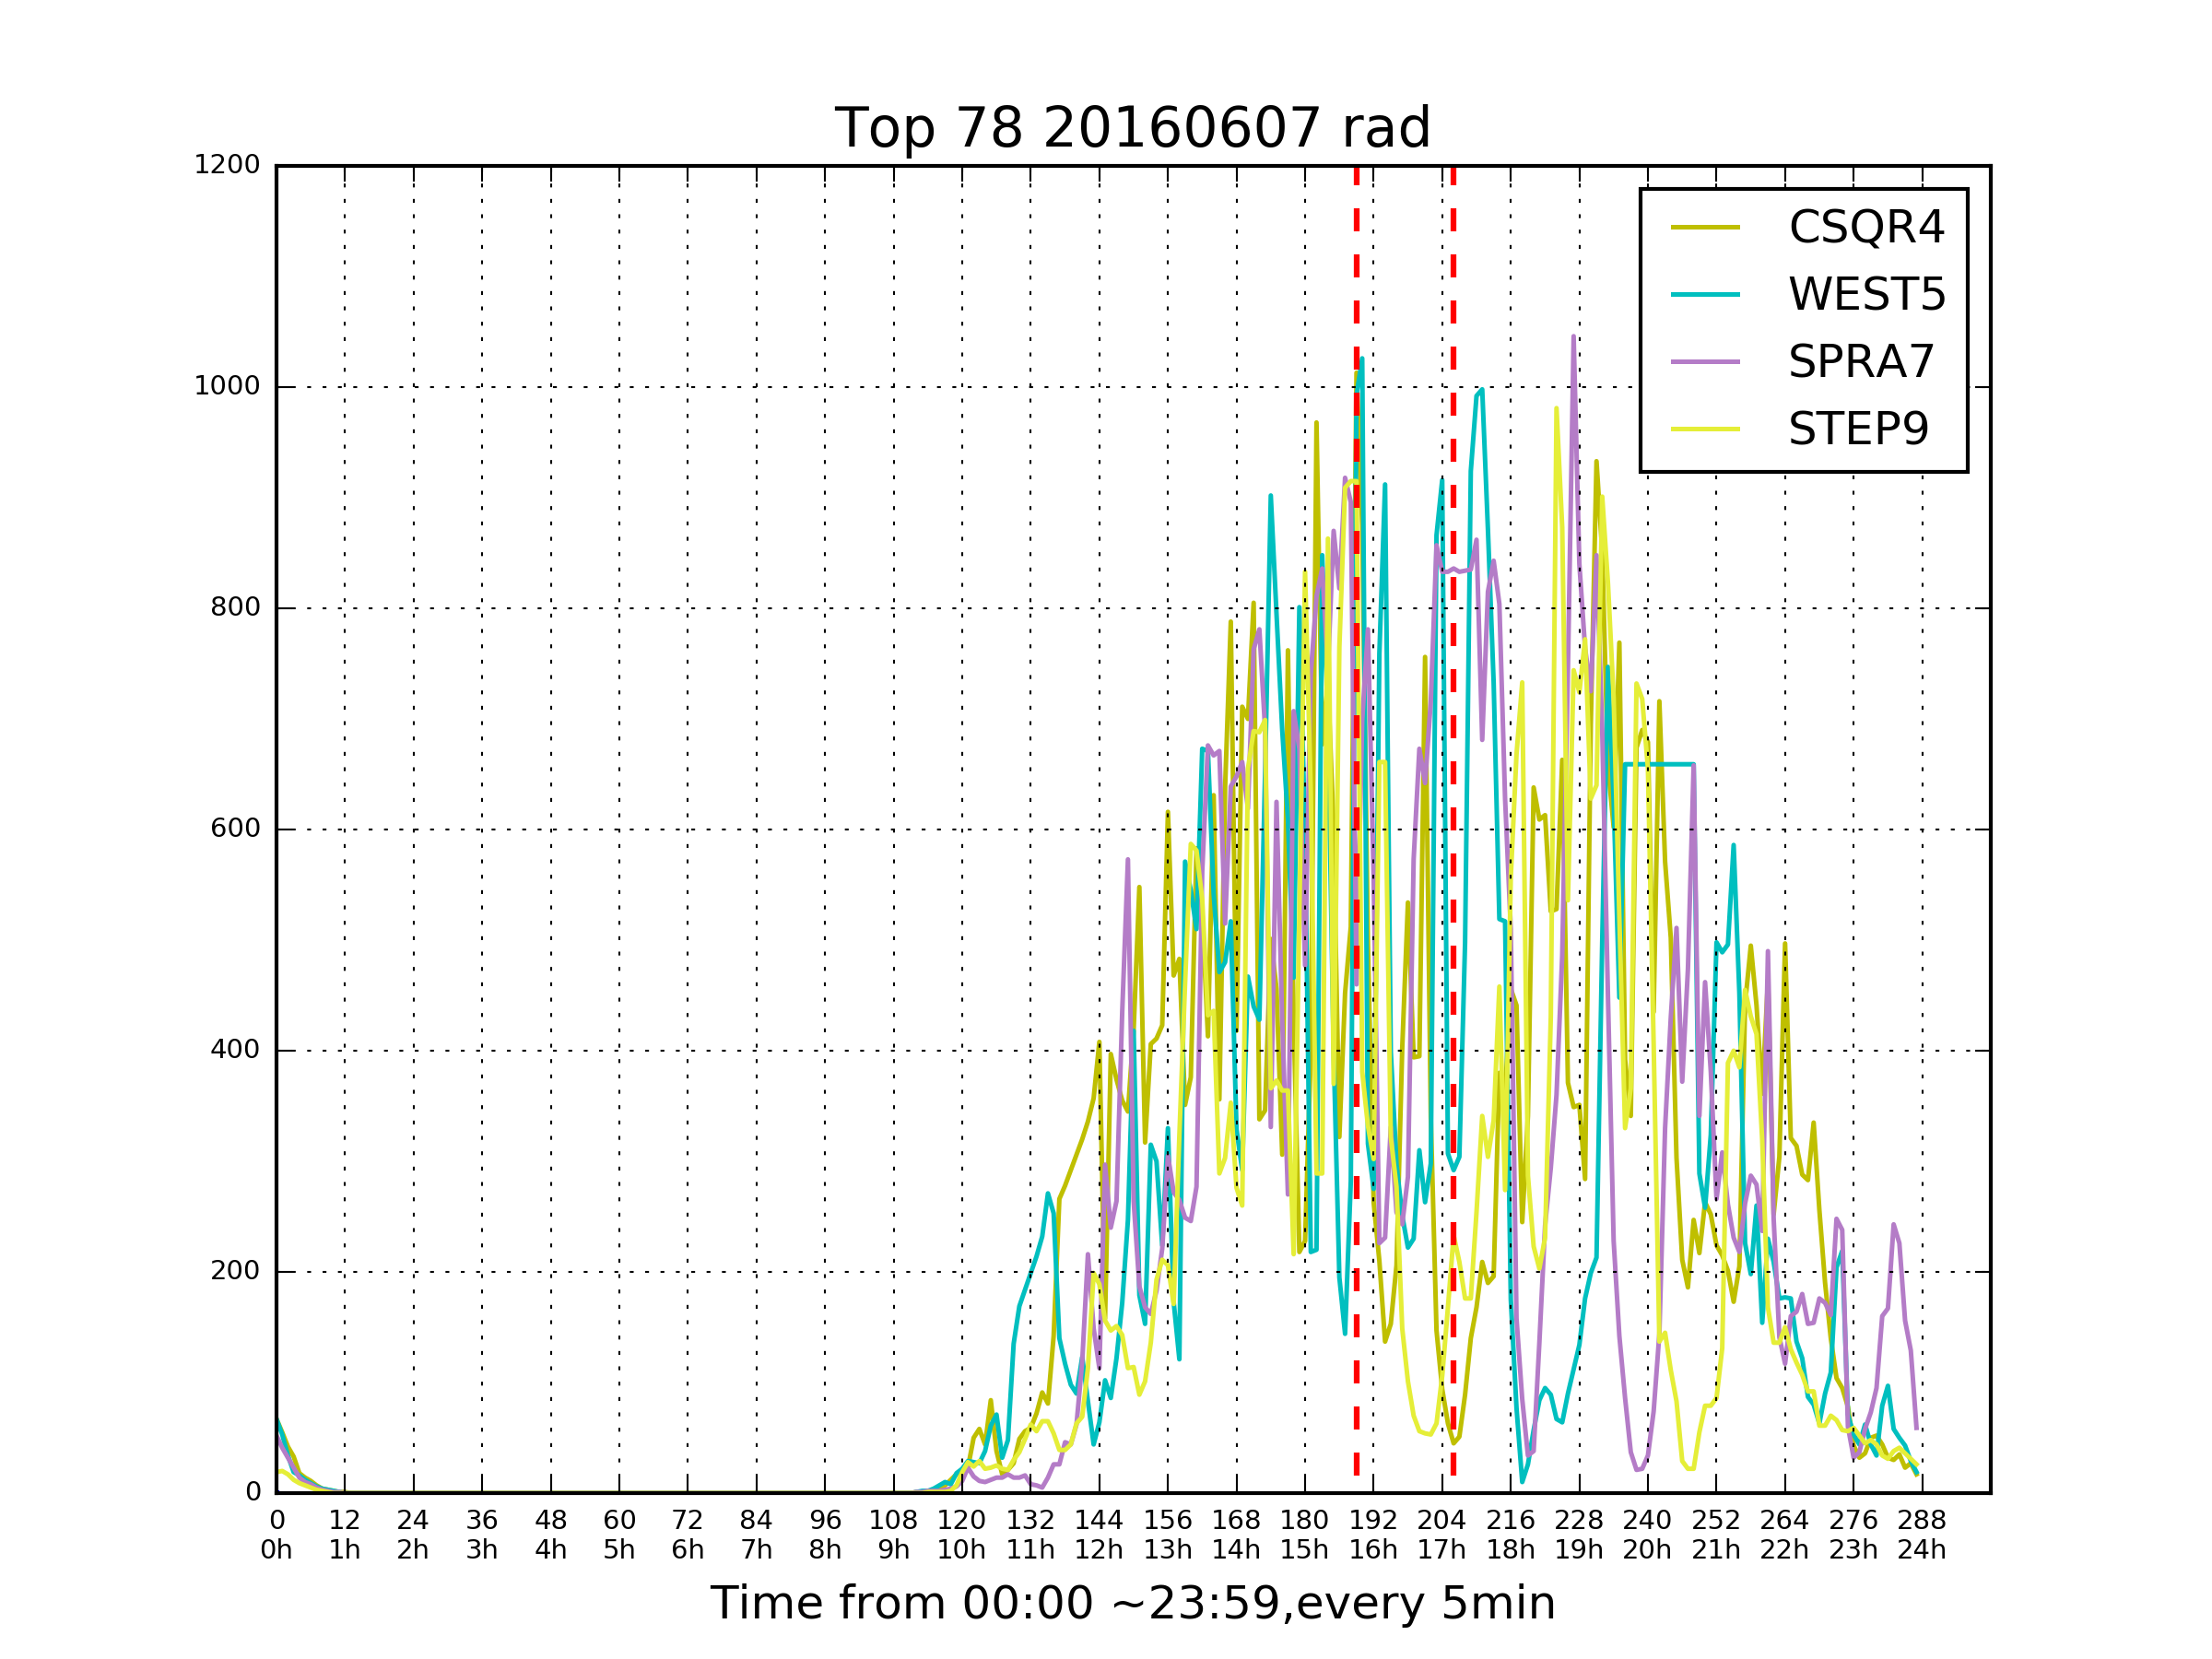 Top 78 20160607 rad
1200
1000
800
600
400
200
0
CSQR4
WEST5
SPRA7
STEP9
0 12 24 36 48 60 72 84 96 108 120 132 144 156 168 180 192 204 216 228 240 252 264 276 288
0h 1h 2h 3h 4h 5h 6h 7h 8h 9h 10h 11h 12h 13h 14h 15h 16h 17h 18h 19h 20h 21h 22h 23h 24h
Time from 00:00 ~23:59,every 5min